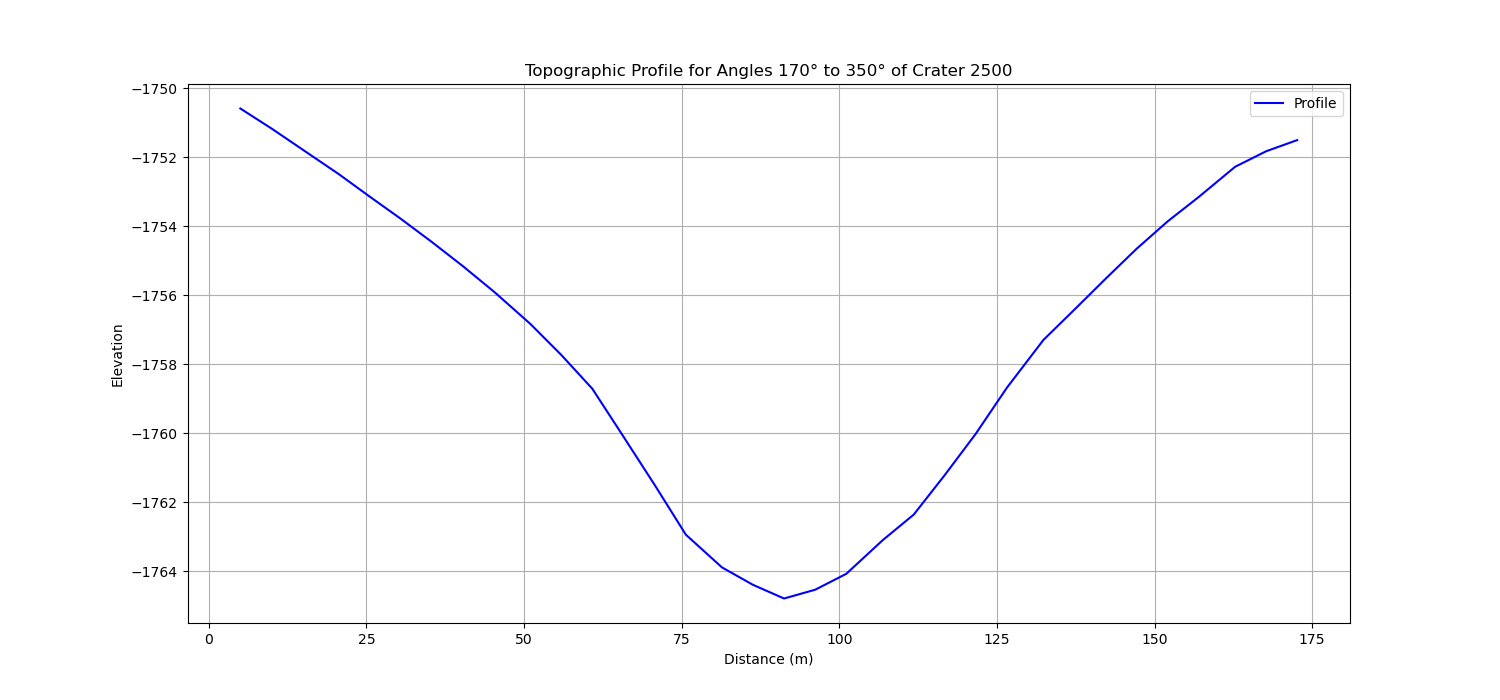 Topographic Profile for Angles 170° to 350° of Crater 2500
Profile
Elevation
−1750
−1752
−1754
−1756
−1758
−1760
−1762
−1764
0 25 50 75 100 125 150 175
Distance (m)